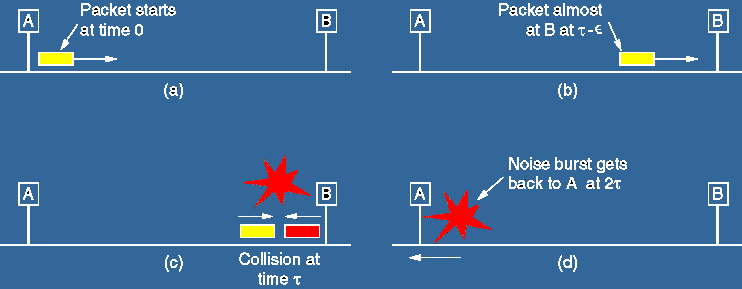 A
Packet starts
at time 0
B
(a)
A
Packet almost
at B at τ-ϵ
B
(b)
A
B
(c)
Collision at
time τ
A
Noise burst gets
back to A at 2τ
B
(d)